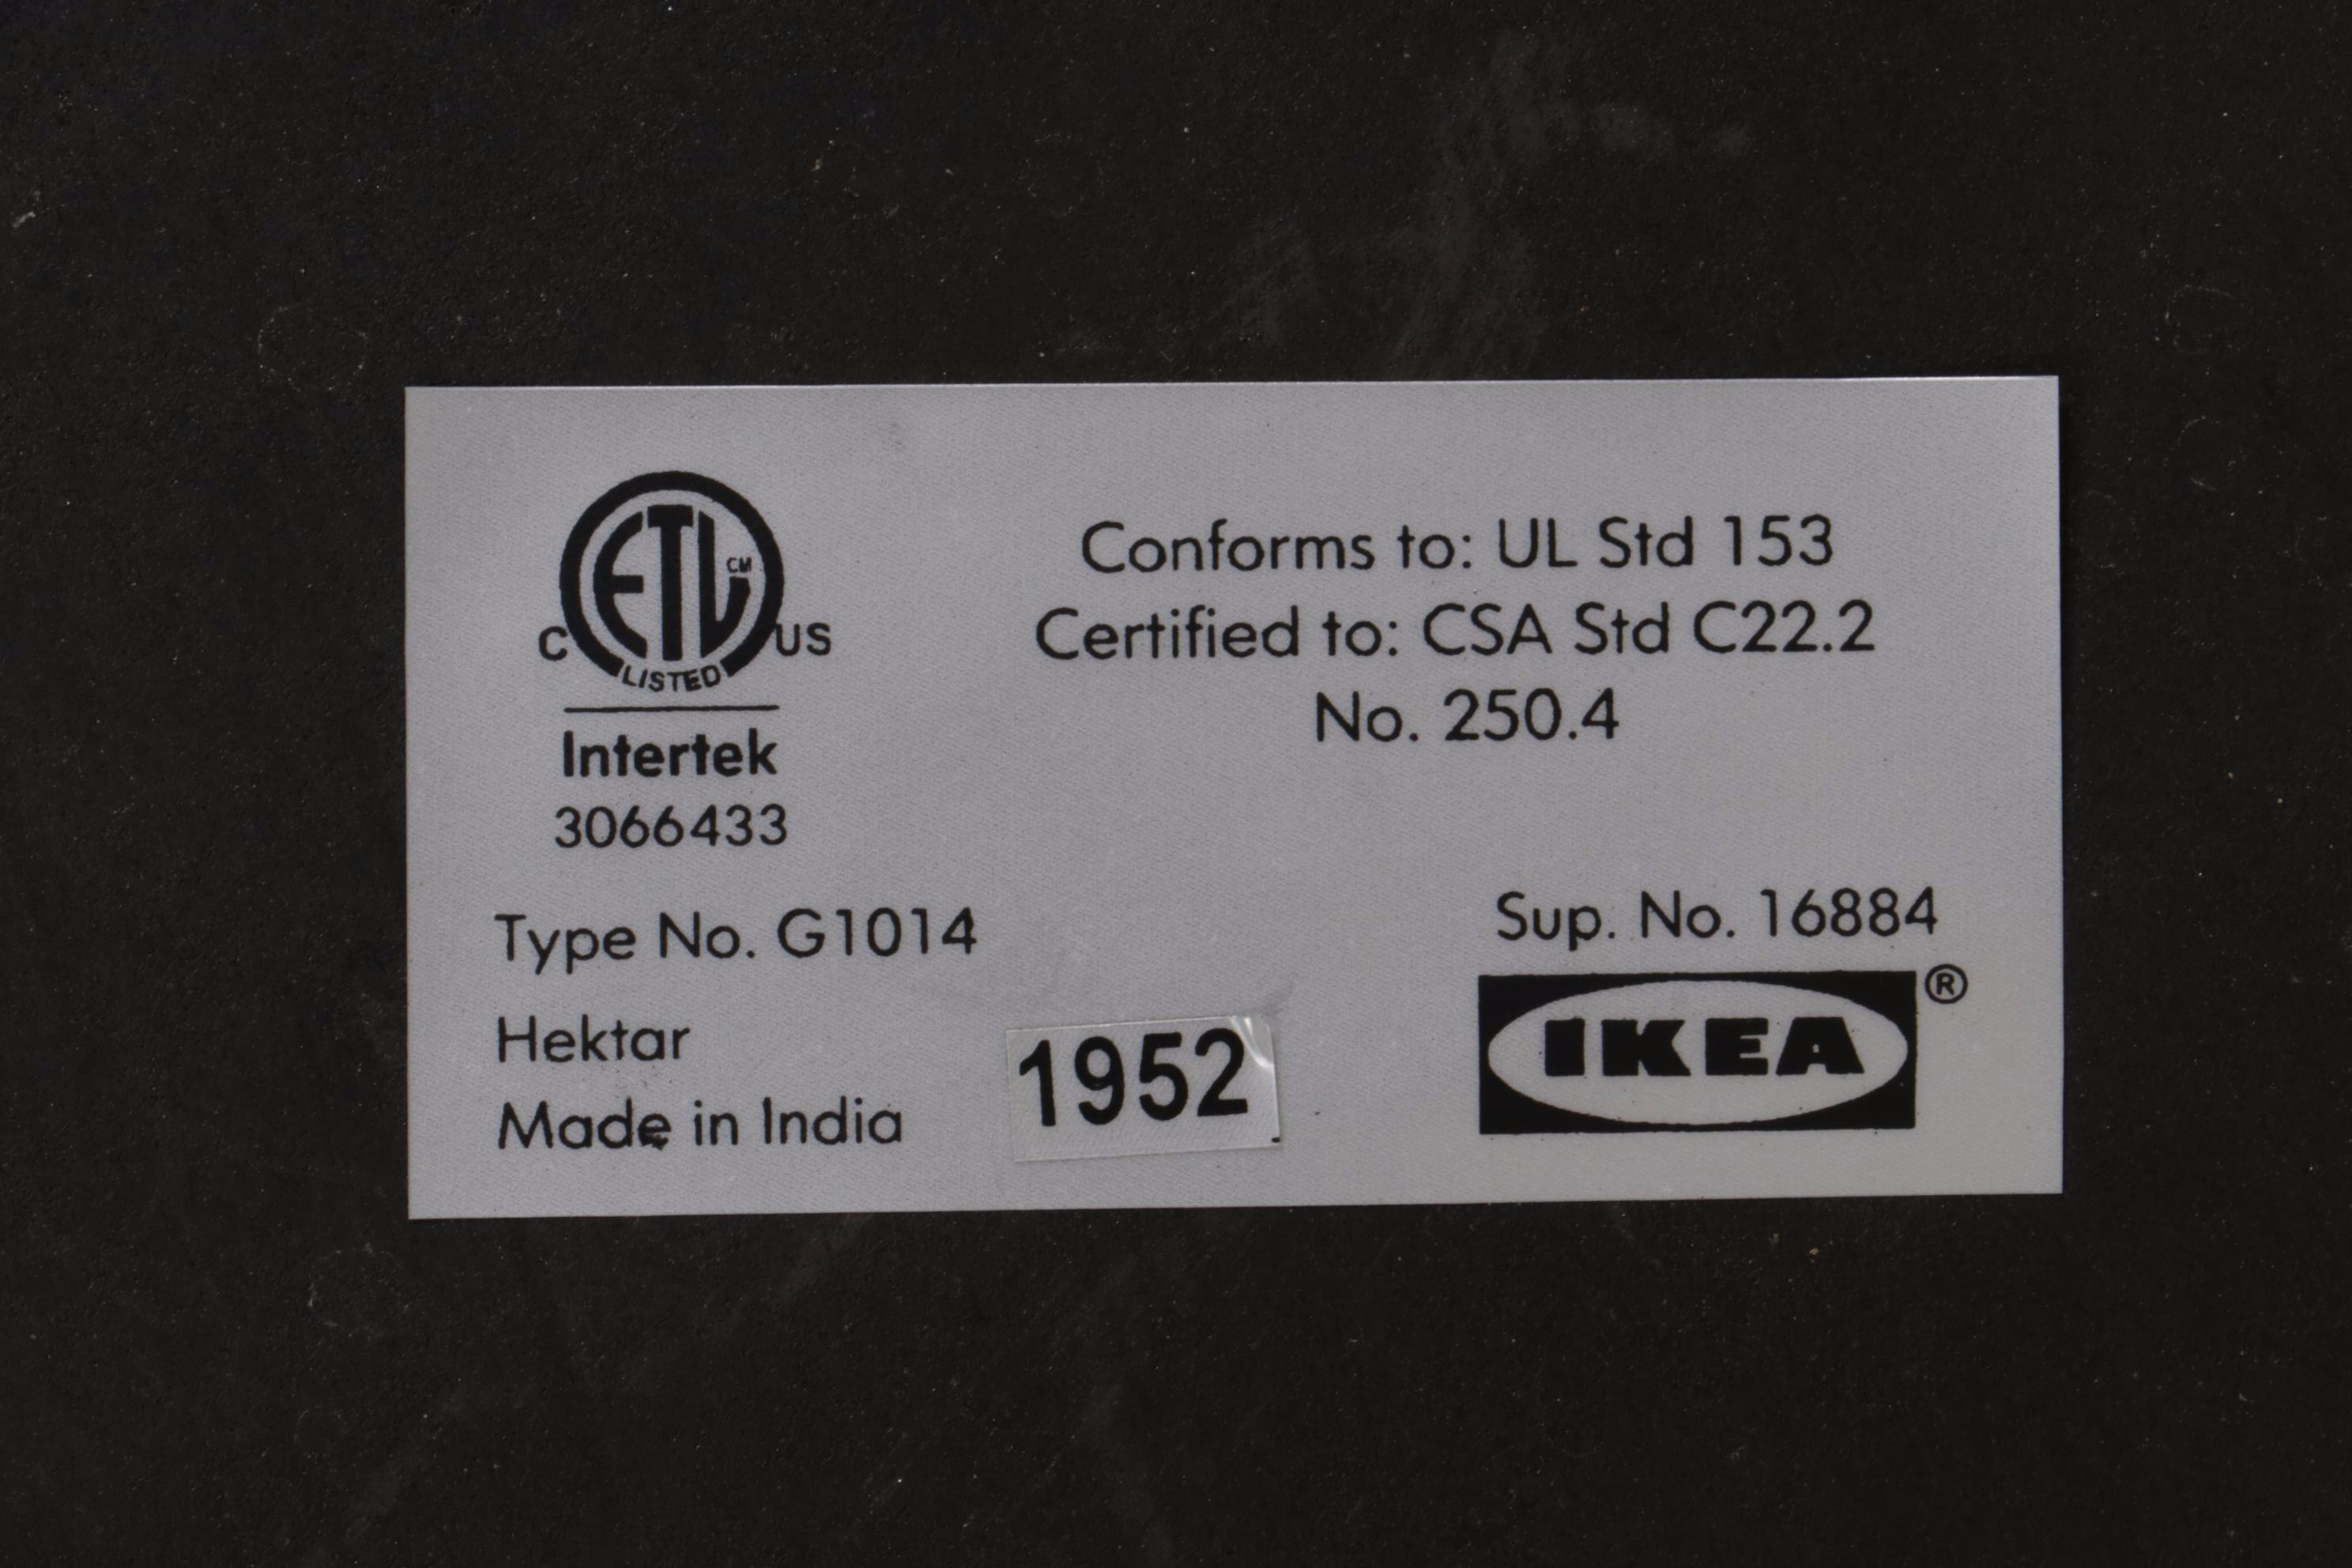 ETL CM
C US
LISTED
Intertek
3066433
Conforms to: UL Std 153
Certified to: CSA Std C22.2
No. 250.4
Type No. G1014
Hektar
Made in India
1952
Sup. No. 16884
IKEA ®